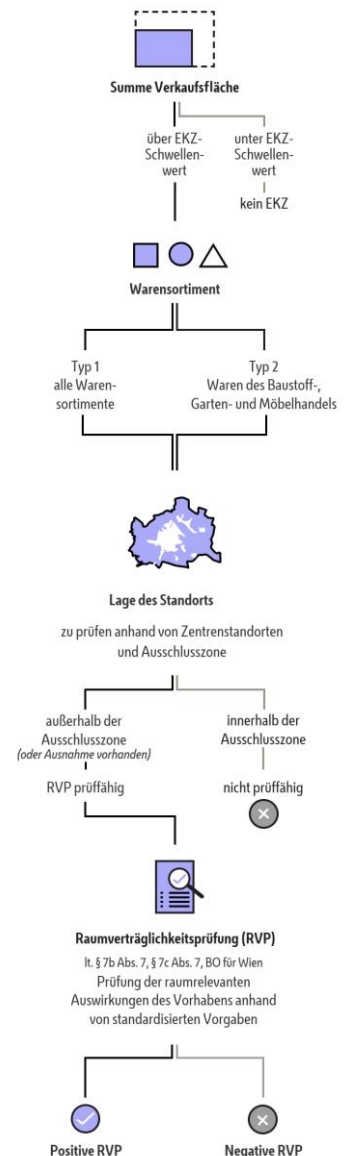 Summe Verkaufsfläche
über EKZ-
Schwellen-
wert
unter EKZ-
Schwellen-
wert
kein EKZ
Warensortiment
Typ 1
alle Waren-
sortimente
Typ 2
Waren des Baustoff-,
Garten- und Möbelhandels
Lage des Standorts
zu prüfen anhand von Zentrenstandorten
und Ausschlusszone
außerhalb der
Ausschlusszone
(oder Ausnahme vorhanden)
RVP prüffähig
innerhalb der
Ausschlusszone
nicht prüffähig
Raumverträglichkeitsprüfung (RVP)
lt. § 7b Abs. 7, § 7c Abs. 7, BO für Wien
Prüfung der raumrelevanten
Auswirkungen des Vorhabens anhand
von standardisierten Vorgaben
Positive RVP
Negative RVP